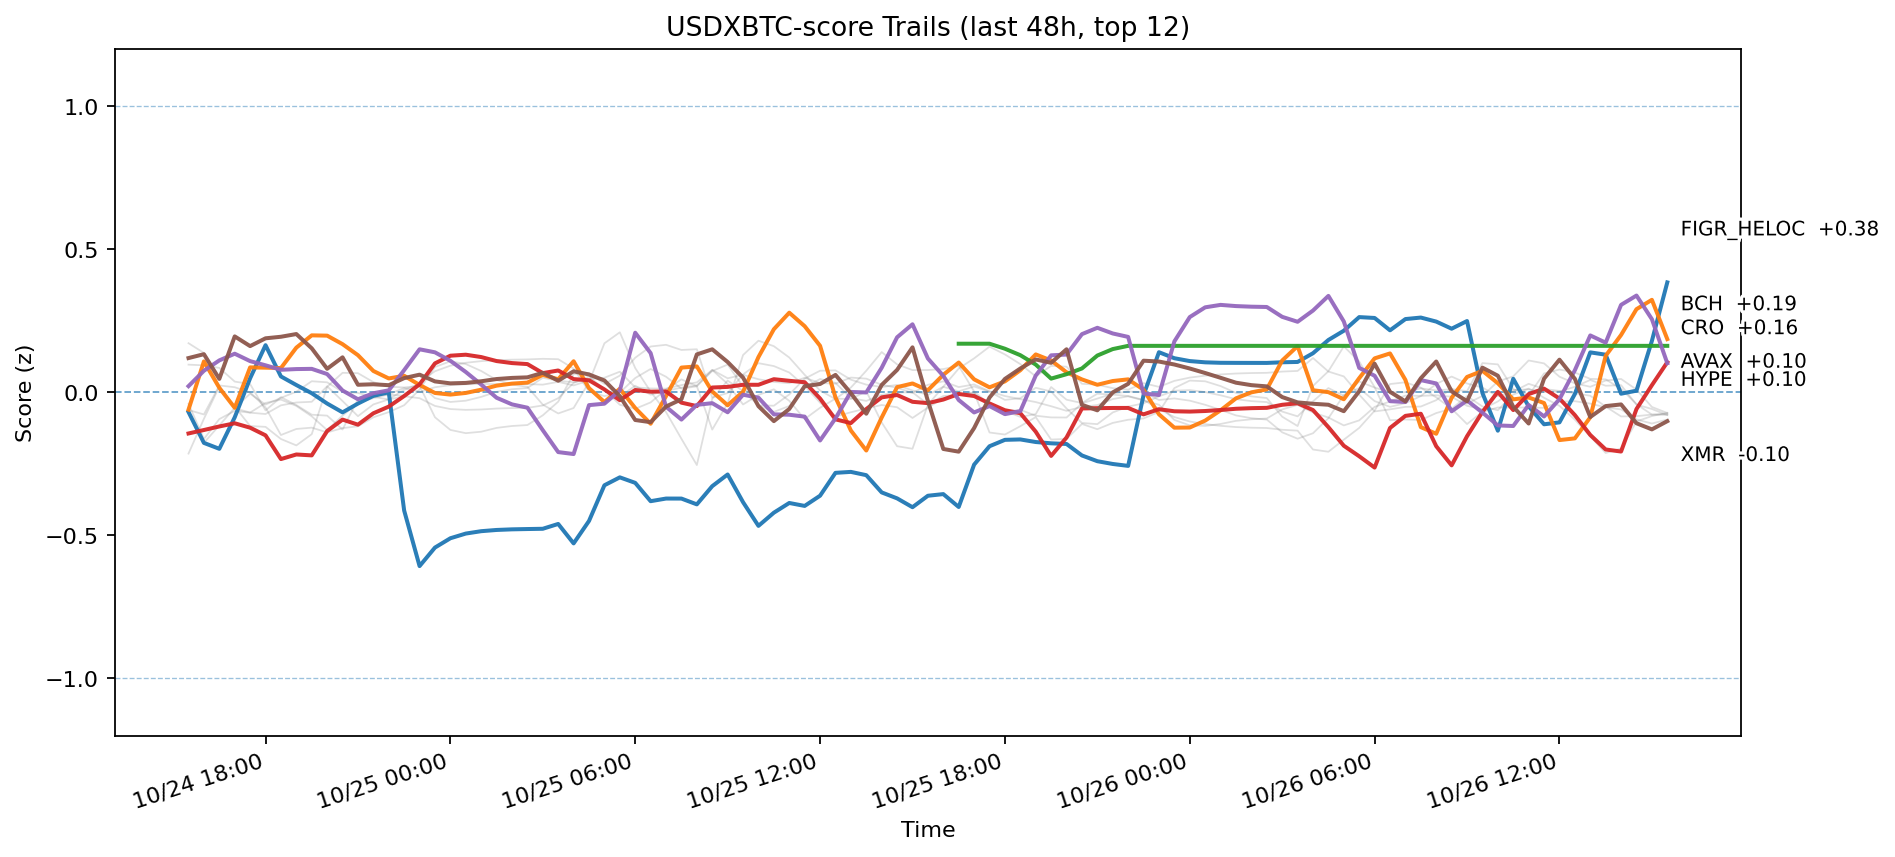 USDXBTC-score Trails (last 48h, top 12)
Score (z)
1.0
0.5
0.0
−0.5
−1.0
FIGR_HELOC +0.38
BCH +0.19
CRO +0.16
AVAX +0.10
HYPE +0.10
XMR -0.10
10/24 18:00
10/25 00:00
10/25 06:00
10/25 12:00
10/25 18:00
10/26 00:00
10/26 06:00
10/26 12:00
Time